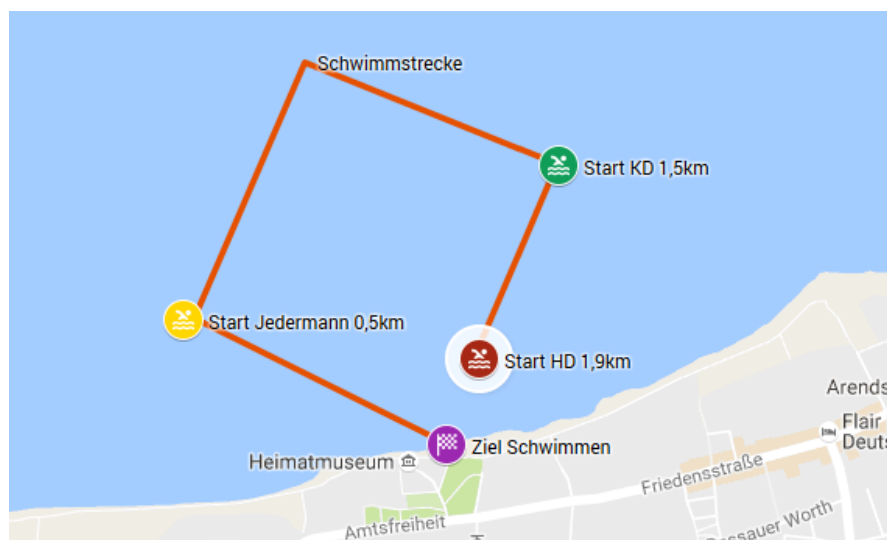 Schwimmstrecke
Start KD 1,5km
Start Jedermann 0,5km
Start HD 1,9km
Arends
Flair
Deuts
Ziel Schwimmen
Heimatmuseum
Friedensstraße
Amtsfreiheit
Dessauer Worth